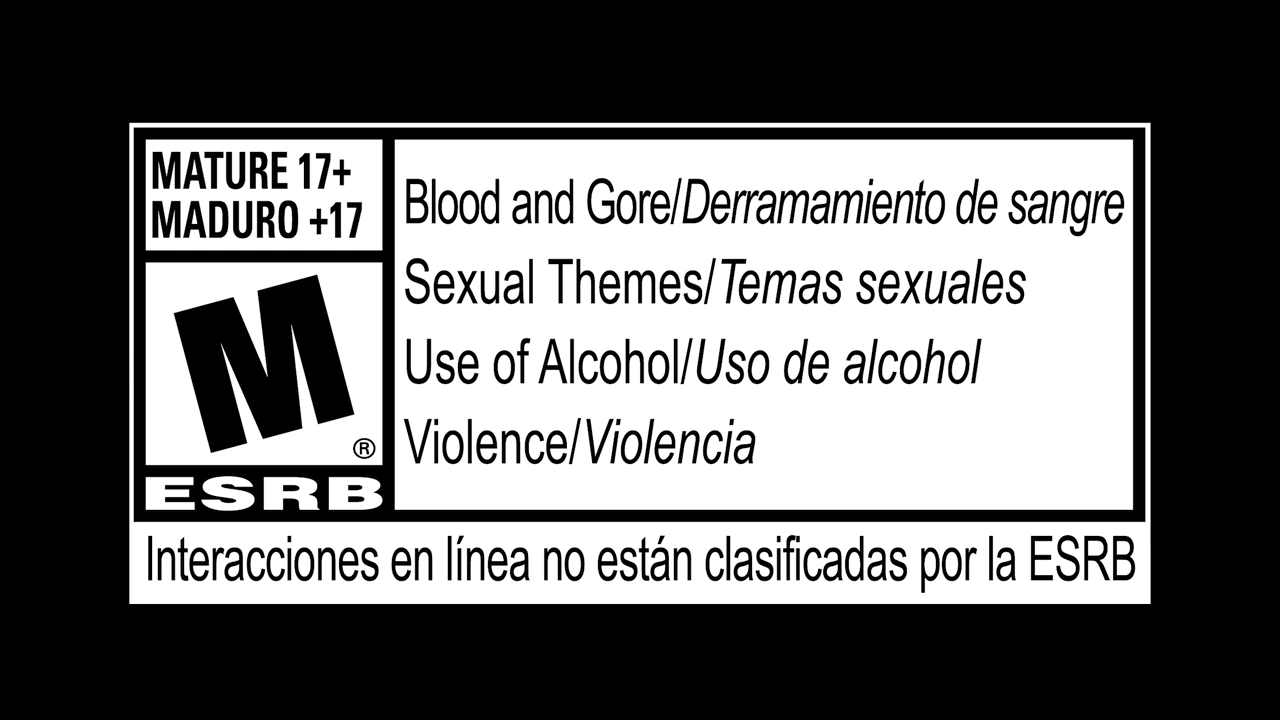 MATURE 17+
MADURO +17
M®
ESRB
Blood and Gore/Derramamiento de sangre
Sexual Themes/Temas sexuales
Use of Alcohol/Uso de alcohol
Violence/Violencia
Interacciones en línea no están clasificadas por la ESRB